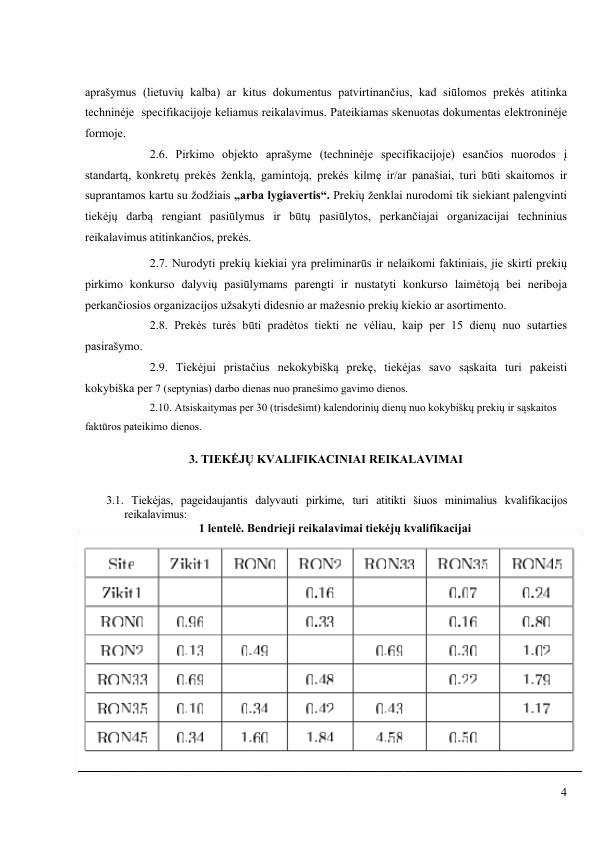 aprašymus (lietuvių kalba) ar kitus dokumentus patvirtinančius, kad siūlomos prekės atitinka
techninėje specifikacijoje keliamus reikalavimus. Pateikiamas skenuotas dokumentas elektroninėje
formoje.
2.6. Pirkimo objekto aprašyme (techninėje specifikacijoje) esančios nuorodos į
standartą, konkretų prekės ženklą, gamintoją, prekės kilmę ir/ar panašiai, turi būti skaitomos ir
suprantamos kartu su žodžiais „arba lygiavertis“. Prekių ženklai nurodomi tik siekiant palengvinti
tiekėjų darbą rengiant pasiūlymus ir būtų pasiūlytos, perkančiajai organizacijai techninius
reikalavimus atitinkančios, prekės.
2.7. Nurodyti prekių kiekiai yra preliminarūs ir nelaikomi faktiniais, jie skirti prekių
pirkimo konkurso dalyvių pasiūlymams parengti ir nustatyti konkurso laimėtoją bei neriboja
perkančiosios organizacijos užsakyti didesnio ar mažesnio prekių kiekio ar asortimento.
2.8. Prekės turės būti pradėtos tiekti ne vėliau, kaip per 15 dienų nuo sutarties
pasirašymo.
2.9. Tiekėjui pristačius nekokybišką prekę, tiekėjas savo sąskaita turi pakeisti
kokybiška per 7 (septynias) darbo dienas nuo pranešimo gavimo dienos.
2.10. Atsiskaitymas per 30 (trisdešimt) kalendorinių dienų nuo kokybiškų prekių ir sąskaitos
faktūros pateikimo dienos.
3. TIEKĖJŲ KVALIFIKACINIAI REIKALAVIMAI
3.1. Tiekėjas, pageidaujantis dalyvauti pirkime, turi atitikti šiuos minimalius kvalifikacijos
reikalavimus:
1 lentelė. Bendrieji reikalavimai tiekėjų kvalifikacijai
Site Zikit1 RON0 RON2 RON33 RON35 RON45
Zikit1 0.16 0.07 0.24
RON0 0.96 0.33 0.16 0.80
RON2 0.13 0.49 0.69 0.30 1.02
RON33 0.69 0.48 0.22 1.79
RON35 0.10 0.34 0.42 0.43 1.17
RON45 0.34 1.60 1.84 4.58 0.50
4